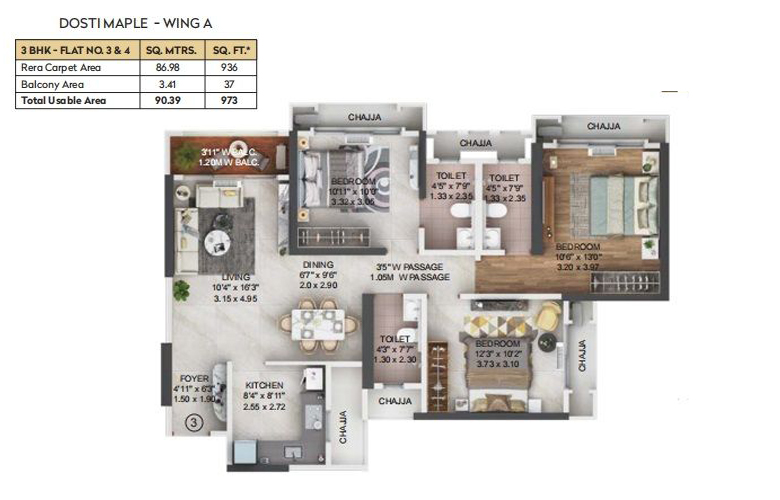 DOSTI MAPLE - WING A
3 BHK - FLAT NO. 3 & 4 SQ. MTRS. SQ. FT.*
Rera Carpet Area 86.98 936
Balcony Area 3.41 37
Total Usable Area 90.39 973
CHAJJA
CHAJJA
CHAJJA
3'11" W BALC.
1.20M W BALC.
BEDROOM
10'11" x 10'0"
3.32 x 3.05
TOILET
4'5" x 7'9"
1.33 x 2.35
TOILET
4'5" x 7'9"
1.33 x 2.35
BEDROOM
10'6" x 13'0"
3.20 x 3.97
LIVING
10'4" x 16'3"
3.15 x 4.95
DINING
6'7" x 9'6"
2.0 x 2.90
3'5" W PASSAGE
1.05M W PASSAGE
TOILET
4'3" x 7'7"
1.30 x 2.30
BEDROOM
12'3" x 10'2"
3.73 x 3.10
CHAJJA
FOYER
4'11" x 6'3"
1.50 x 1.90
3
KITCHEN
8'4" x 8'11"
2.55 x 2.72
CHAJJA
CHAJJA